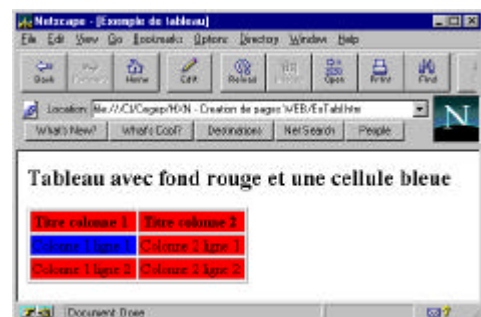 Netscape - [Exemple de tableau]
File Edit View Go Bookmarks Options Directory Window Help
Back Home Edit Reload Open Print Find
Location: file:///C|/Cegep/HXN - Creation de pages WEB/ExTabl.htm
What's New? What's Cool? Destinations Net Search People
N
Tableau avec fond rouge et une cellule bleue
Titre colonne 1 Titre colonne 2
Colonne 1 ligne 1 Colonne 2 ligne 1
Colonne 1 ligne 2 Colonne 2 ligne 2
Document Done